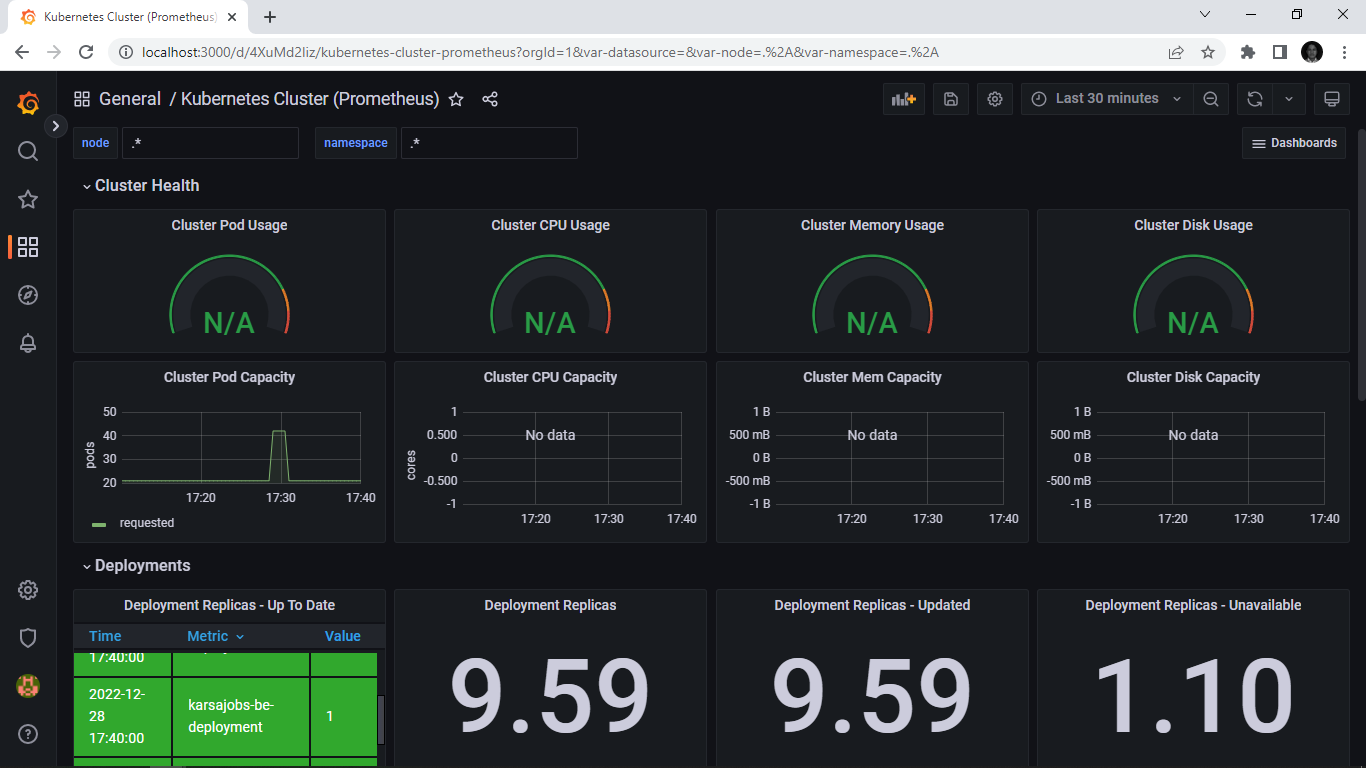 Kubernetes Cluster (Prometheus)
localhost:3000/d/4XuMd2Iiz/kubernetes-cluster-prometheus?orgId=1&var-datasource=&var-node=.%2A&var-namespace=.%2A
General / Kubernetes Cluster (Prometheus)
Last 30 minutes
node .*
namespace .*
Dashboards
Cluster Health
Cluster Pod Usage
N/A
Cluster CPU Usage
N/A
Cluster Memory Usage
N/A
Cluster Disk Usage
N/A
Cluster Pod Capacity
pods
50
40
30
20
17:20 17:30 17:40
requested
Cluster CPU Capacity
cores
1
0.500
0
-0.500
-1
No data
17:20 17:30 17:40
Cluster Mem Capacity
1 B
500 mB
0 B
-500 mB
-1 B
No data
17:20 17:30 17:40
Cluster Disk Capacity
1 B
500 mB
0 B
-500 mB
-1 B
No data
17:20 17:30 17:40
Deployments
Deployment Replicas - Up To Date
Time Metric Value
17:40:00
2022-12-
28
17:40:00
karsajobs-be-
deployment
1
Deployment Replicas
9.59
Deployment Replicas - Updated
9.59
Deployment Replicas - Unavailable
1.10